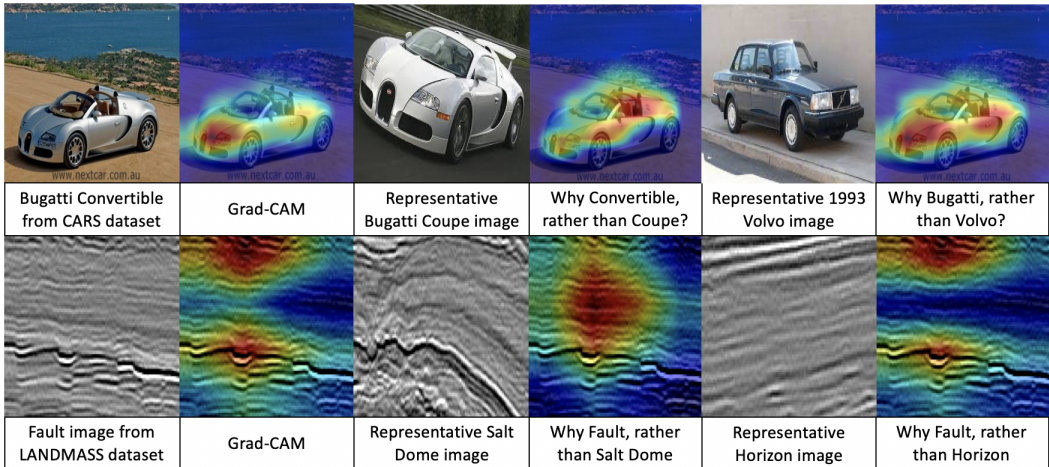 www.nextcar.com.au
www.nextcar.com.au
www.nextcar.com.au
www.nextcar.com.au
Bugatti Convertible
from CARS dataset
Grad-CAM
Representative
Bugatti Coupe image
Why Convertible,
rather than Coupe?
Representative 1993
Volvo image
Why Bugatti, rather
than Volvo?
Fault image from
LANDMASS dataset
Grad-CAM
Representative Salt
Dome image
Why Fault, rather
than Salt Dome
Representative
Horizon image
Why Fault, rather
than Horizon